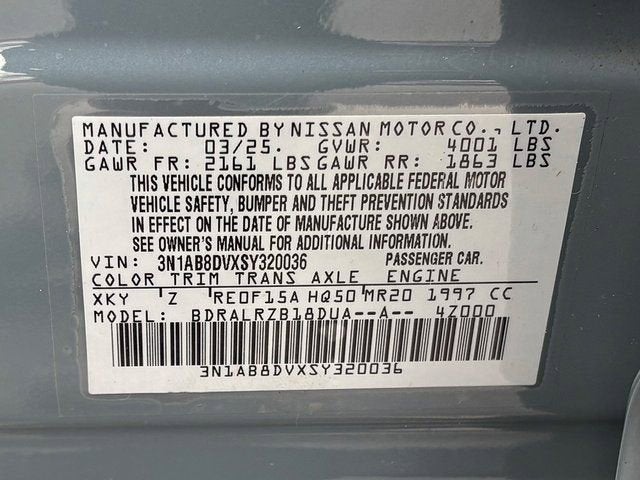 MANUFACTURED BY NISSAN MOTOR CO., LTD.
DATE: 03/25. GVWR: 4001 LBS
GAWR FR: 2161 LBS GAWR RR: 1863 LBS
THIS VEHICLE CONFORMS TO ALL APPLICABLE FEDERAL MOTOR
VEHICLE SAFETY, BUMPER AND THEFT PREVENTION STANDARDS
IN EFFECT ON THE DATE OF MANUFACTURE SHOWN ABOVE.
SEE OWNER'S MANUAL FOR ADDITIONAL INFORMATION.
VIN: 3N1AB8DVXSY320036 PASSENGER CAR.
COLOR TRIM TRANS AXLE ENGINE
XKY Z RE0F15A HQ50 MR20 1997 CC
MODEL: BDRALRZB18DUA--A-- 4Z000
3N1AB8DVXSY320036